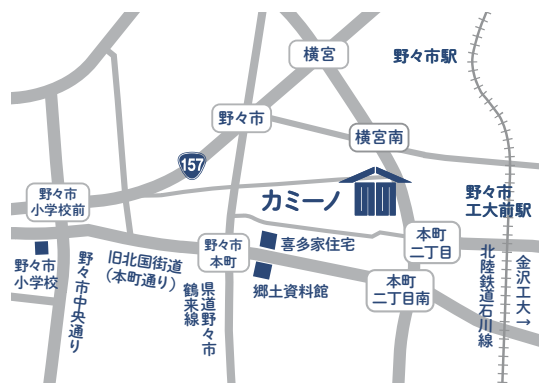 横宮
野々市駅
野々市
横宮南
157
カミーノ
野々市
小学校前
野々市
工大前駅
本町
二丁目
野々市
小学校
野々市中央通り
旧北国街道
（本町通り）
野々市
本町
喜多家住宅
郷土資料館
県道野々市
鶴来線
本町
二丁目南
北陸鉄道石川線
金沢工大→